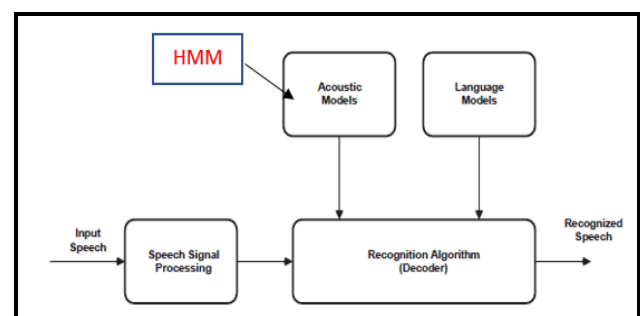 HMM
Acoustic
Models
Language
Models
Input
Speech
Speech Signal
Processing
Recognition Algorithm
(Decoder)
Recognized
Speech